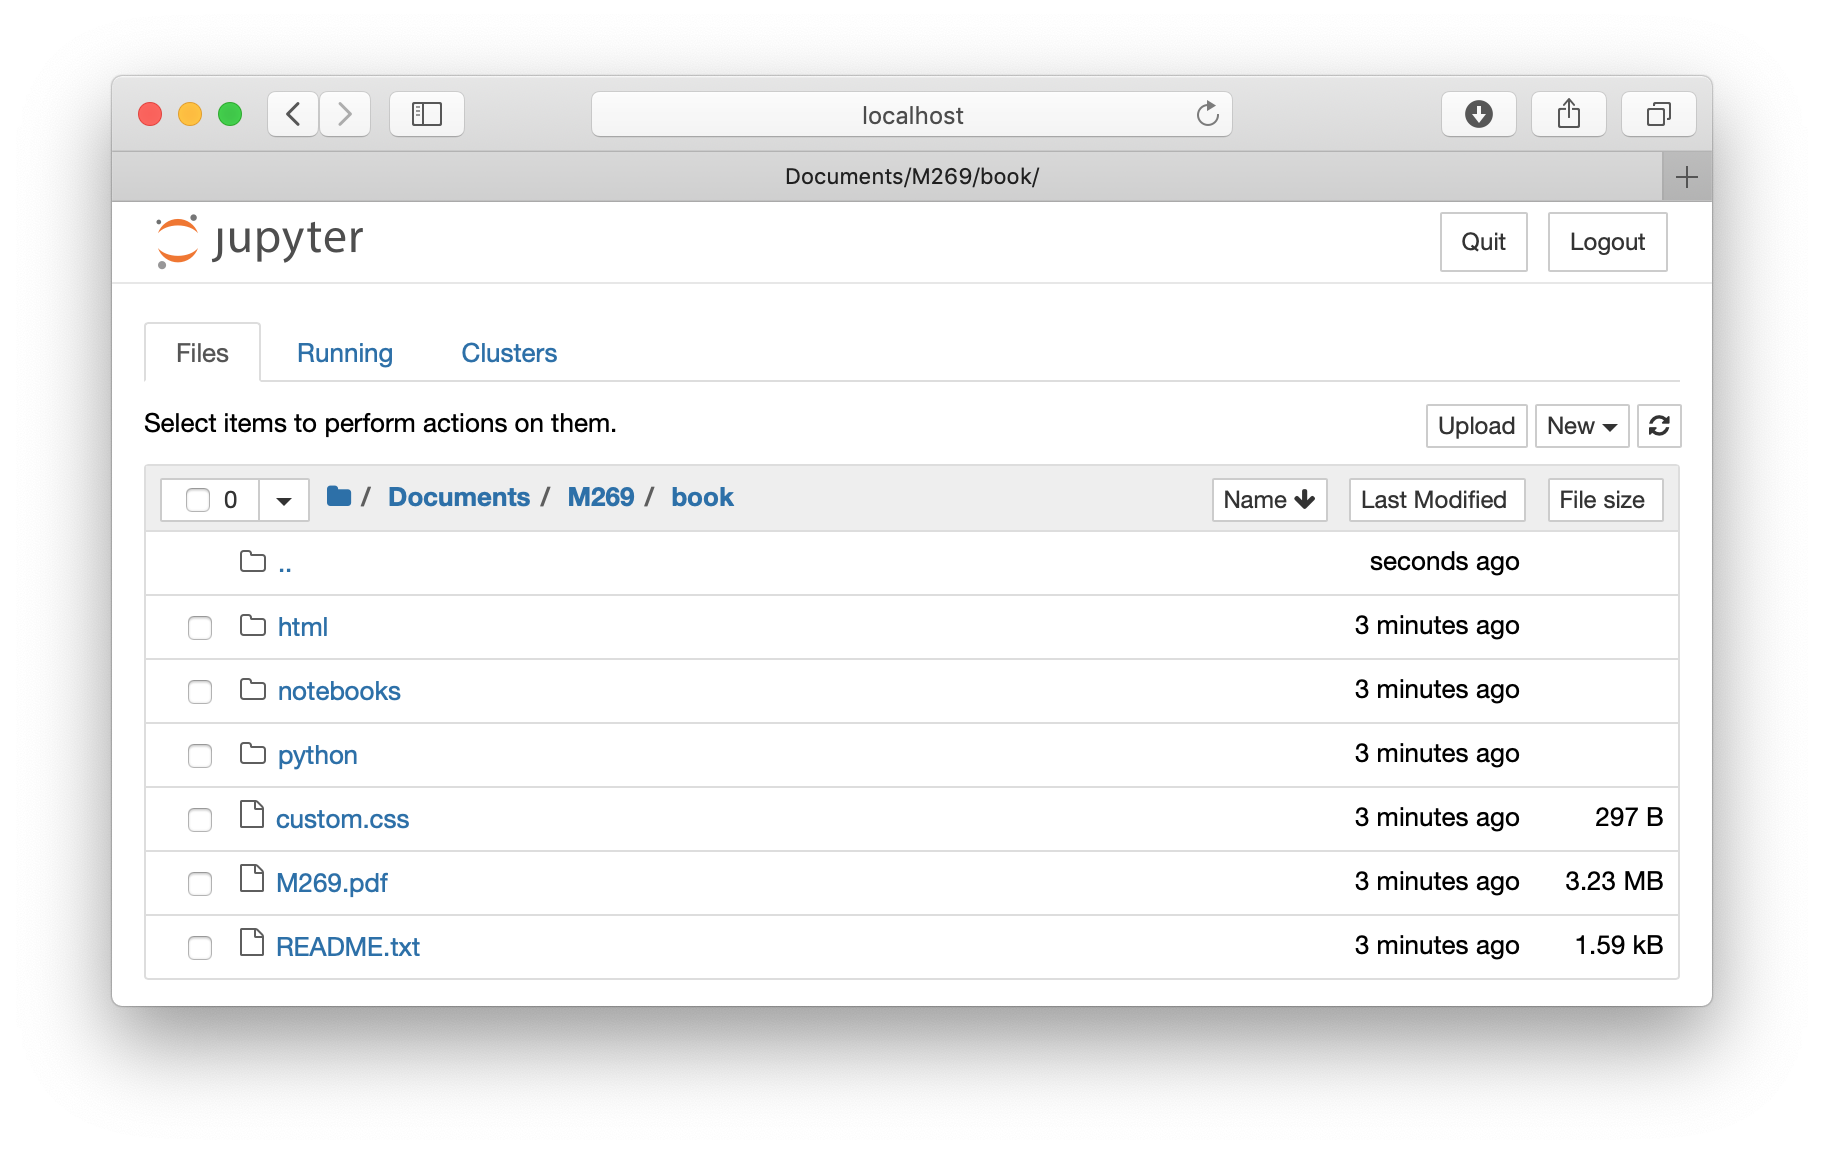 localhost
Documents/M269/book/
jupyter
Quit Logout
Files Running Clusters
Select items to perform actions on them.
Upload New
0 / Documents / M269 / book Name Last Modified File size
.. seconds ago
html 3 minutes ago
notebooks 3 minutes ago
python 3 minutes ago
custom.css 3 minutes ago 297 B
M269.pdf 3 minutes ago 3.23 MB
README.txt 3 minutes ago 1.59 kB